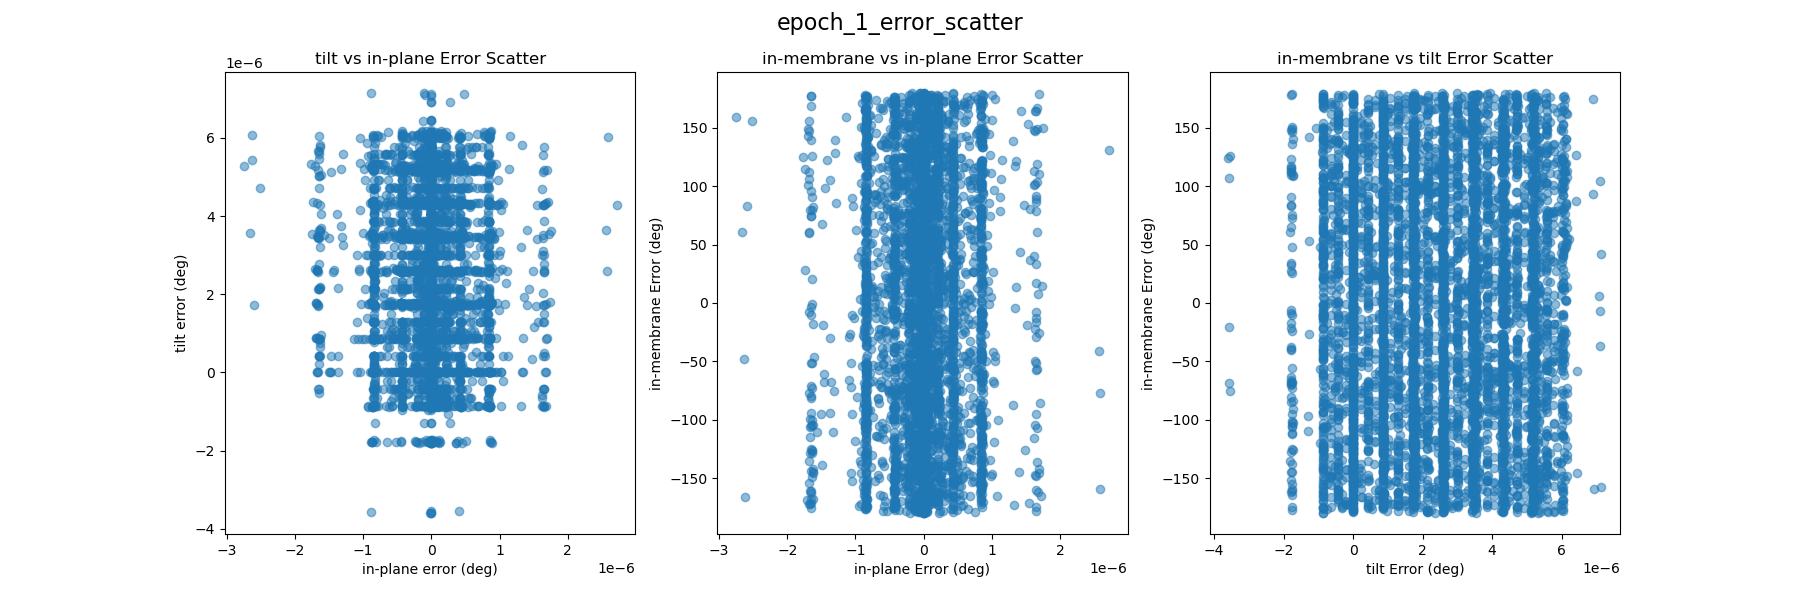 epoch_1_error_scatter
tilt vs in-plane Error Scatter
1e−6
tilt error (deg)
6
4
2
0
−2
−4
−3
−2
−1
0
1
2
in-plane error (deg)
1e−6
in-membrane vs in-plane Error Scatter
in-membrane Error (deg)
150
100
50
0
−50
−100
−150
−3
−2
−1
0
1
2
in-plane Error (deg)
1e−6
in-membrane vs tilt Error Scatter
in-membrane Error (deg)
150
100
50
0
−50
−100
−150
−4
−2
0
2
4
6
tilt Error (deg)
1e−6